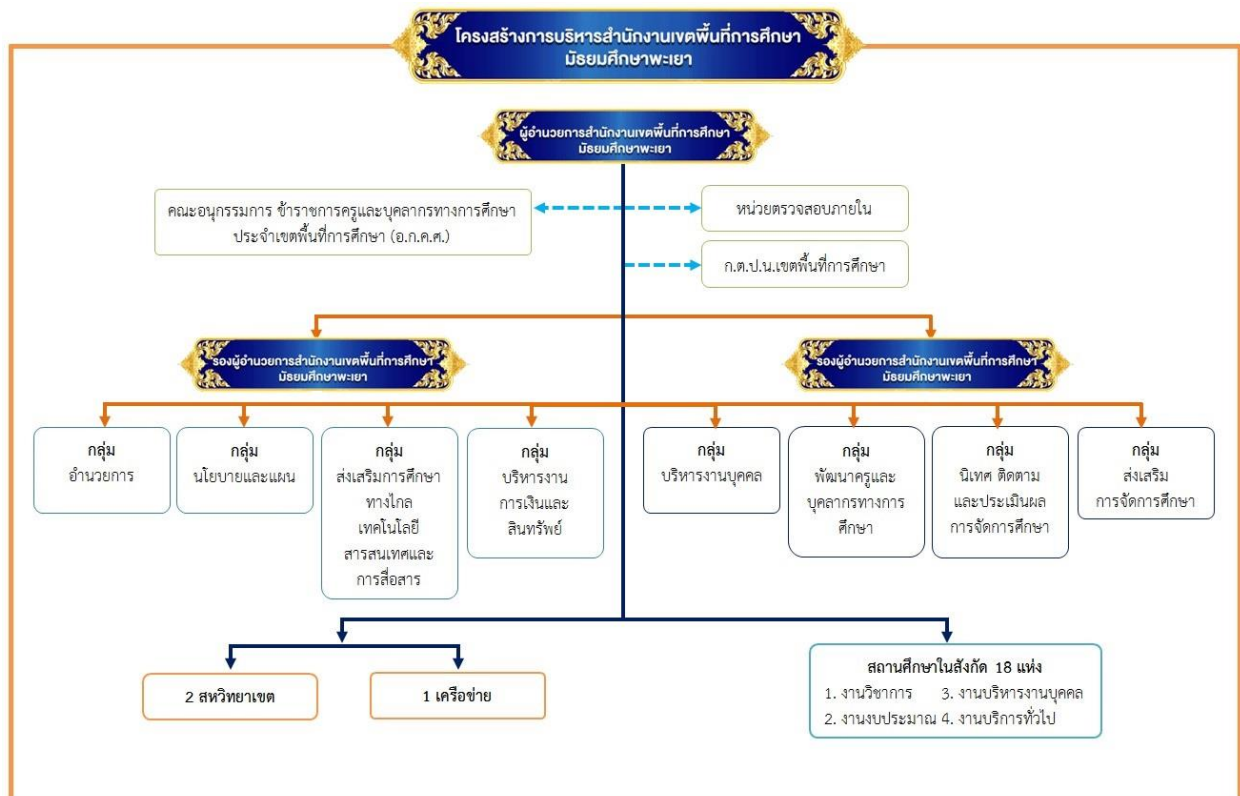 โครงสร้างการบริหารสำนักงานเขตพื้นที่การศึกษา
มัธยมศึกษาพะเยา
ผู้อำนวยการสำนักงานเขตพื้นที่การศึกษา
มัธยมศึกษาพะเยา
คณะอนุกรรมการ ข้าราชการครูและบุคลากรทางการศึกษา
ประจำเขตพื้นที่การศึกษา (อ.ก.ค.ศ.)
หน่วยตรวจสอบภายใน
ก.ต.ป.น.เขตพื้นที่การศึกษา
รองผู้อำนวยการสำนักงานเขตพื้นที่การศึกษา
มัธยมศึกษาพะเยา
รองผู้อำนวยการสำนักงานเขตพื้นที่การศึกษา
มัธยมศึกษาพะเยา
กลุ่ม
อำนวยการ
กลุ่ม
นโยบายและแผน
กลุ่ม
ส่งเสริมการศึกษา
ทางไกล
เทคโนโลยี
สารสนเทศและ
การสื่อสาร
กลุ่ม
บริหารงาน
การเงินและ
สินทรัพย์
กลุ่ม
บริหารงานบุคคล
กลุ่ม
พัฒนาครูและ
บุคลากรทางการ
ศึกษา
กลุ่ม
นิเทศ ติดตาม
และประเมินผล
การจัดการศึกษา
กลุ่ม
ส่งเสริม
การจัดการศึกษา
2 สหวิทยาเขต
1 เครือข่าย
สถานศึกษาในสังกัด 18 แห่ง
1. งานวิชาการ 3. งานบริหารงานบุคคล
2. งานงบประมาณ 4. งานบริการทั่วไป